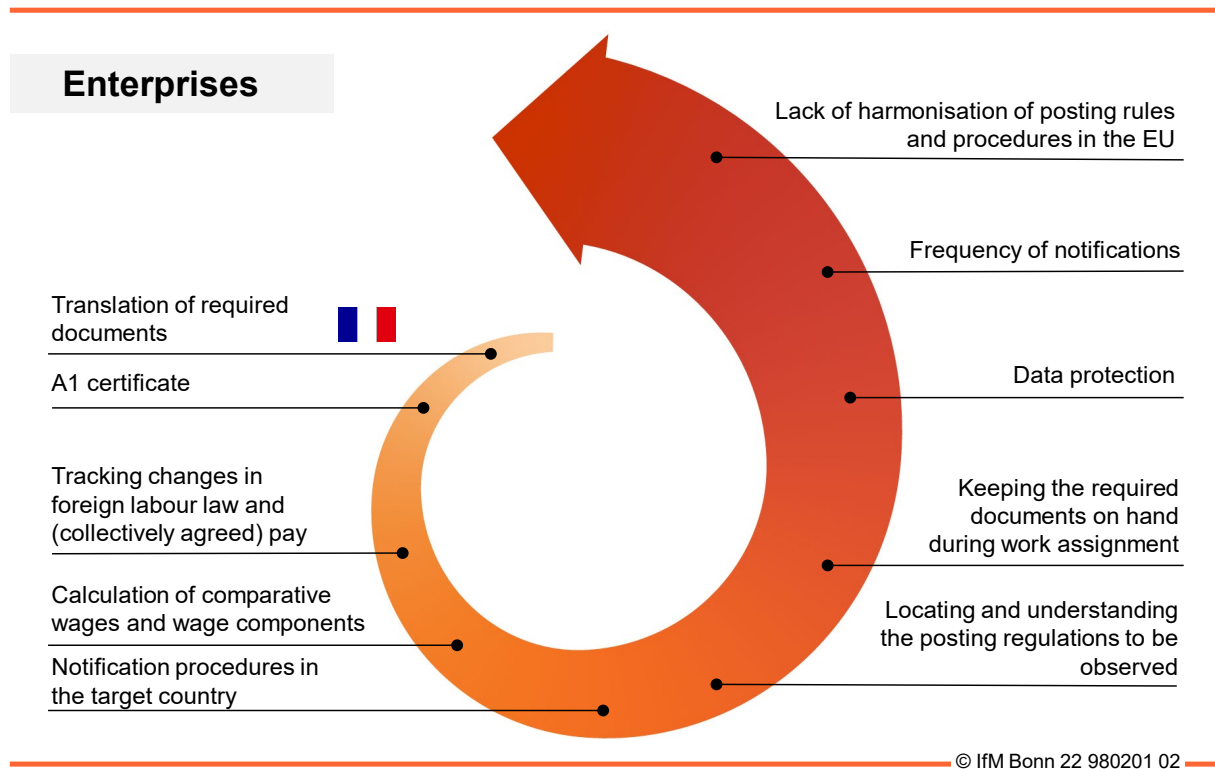 Enterprises
Lack of harmonisation of posting rules
and procedures in the EU
Frequency of notifications
Data protection
Keeping the required
documents on hand
during work assignment
Locating and understanding
the posting regulations to be
observed
Translation of required
documents
A1 certificate
Tracking changes in
foreign labour law and
(collectively agreed) pay
Calculation of comparative
wages and wage components
Notification procedures in
the target country
© IfM Bonn 22 980201 02